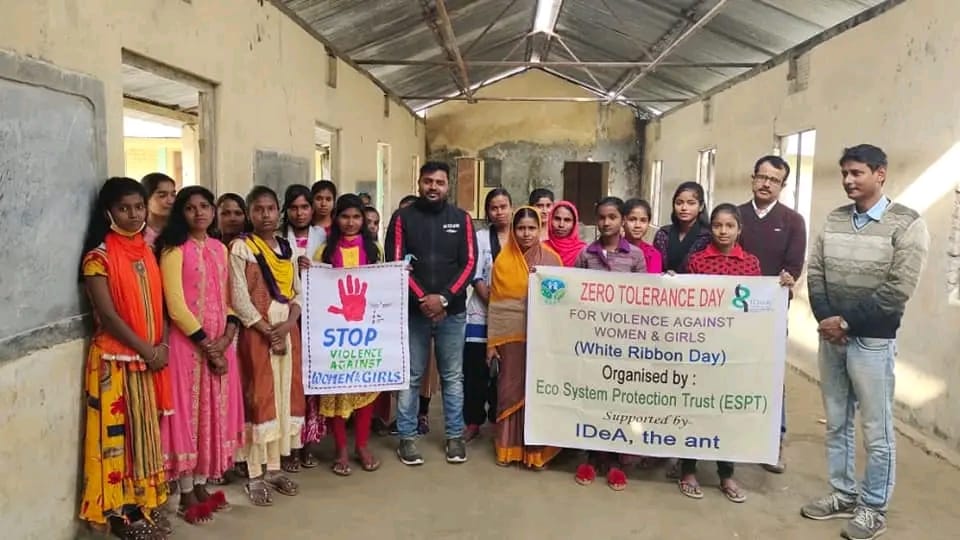 STOP
VIOLENCE
AGAINST
WOMEN & GIRLS
ZERO TOLERANCE DAY
FOR VIOLENCE AGAINST
WOMEN & GIRLS
(White Ribbon Day)
Organised by :
Eco System Protection Trust (ESPT)
Supported by-
IDeA, the ant